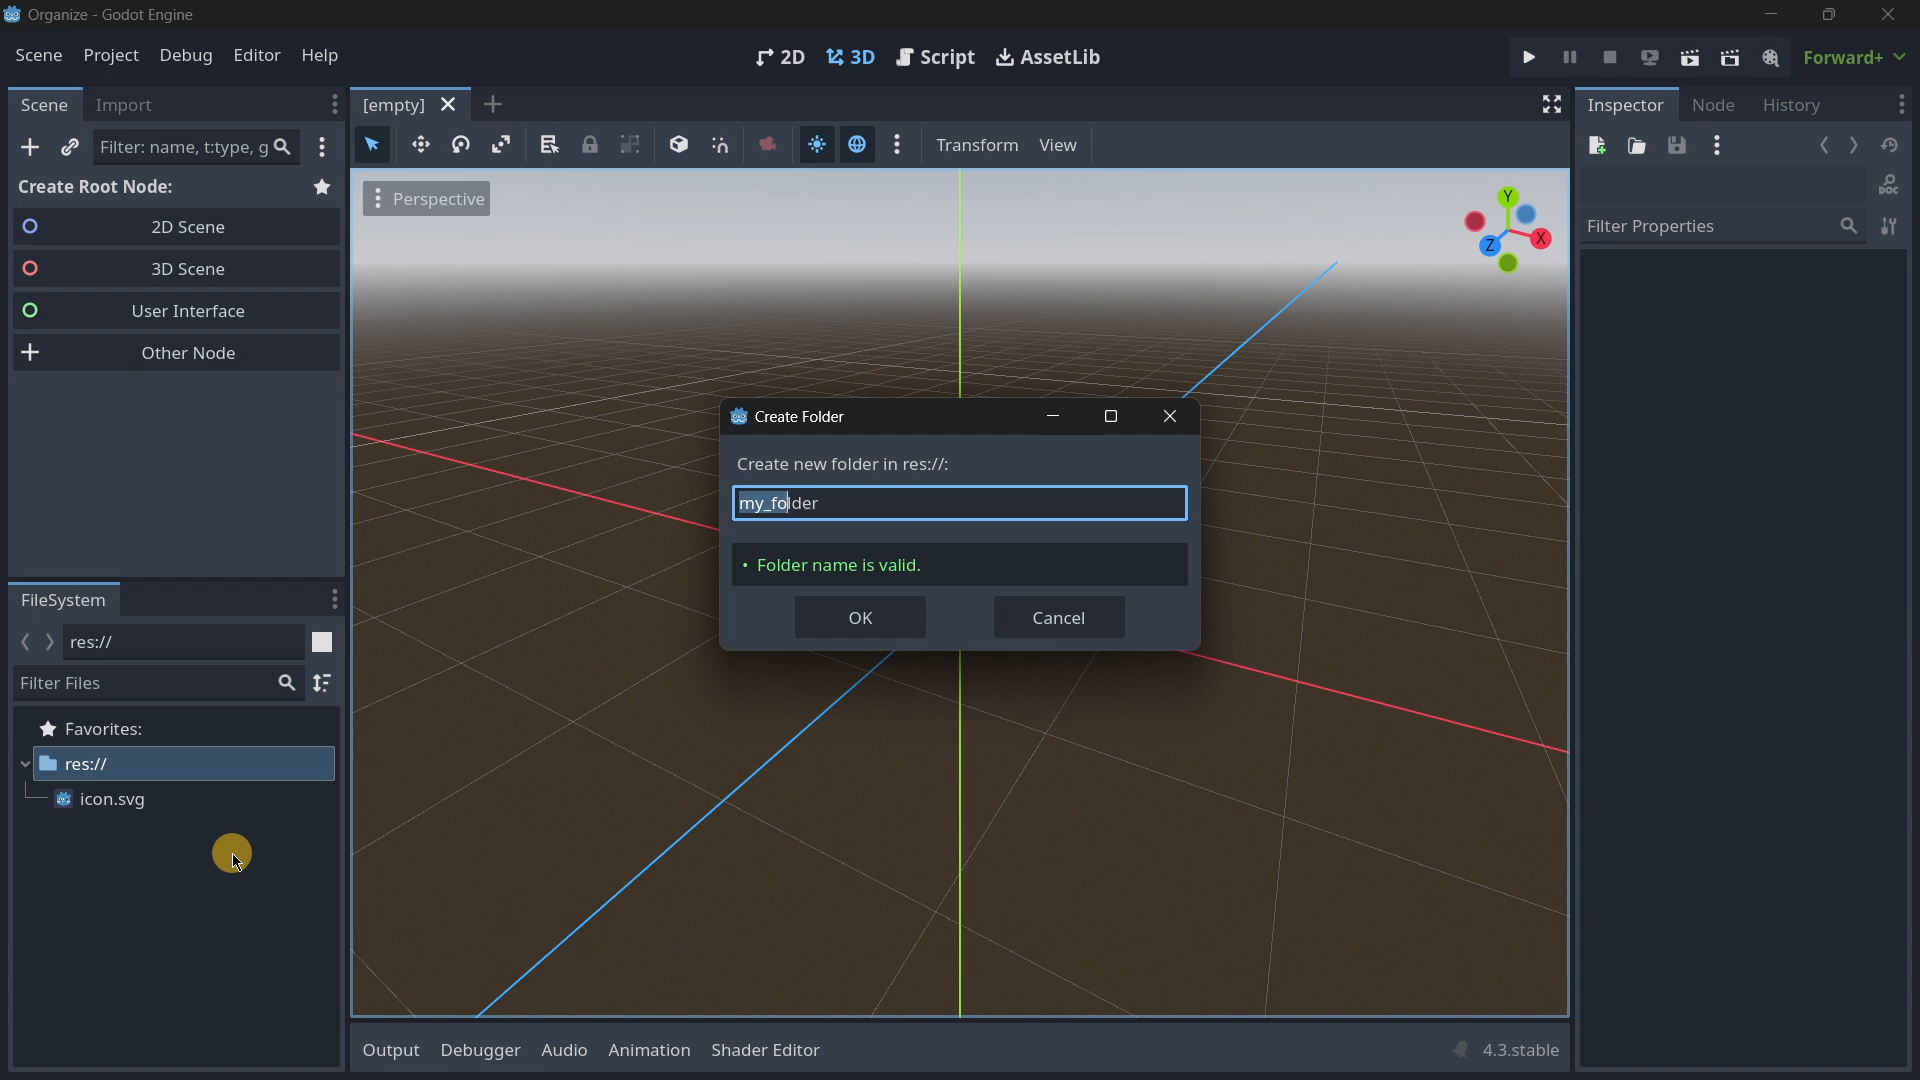 Organize - Godot Engine
Scene Project Debug Editor Help
2D 3D Script AssetLib
Forward+
Scene Import
[empty]
Inspector Node History
Filter: name, t:type, g
Transform View
Create Root Node:
2D Scene
3D Scene
User Interface
Other Node
Perspective
Y
X
Z
DOC
Filter Properties
Create Folder
Create new folder in res://:
my_folder
• Folder name is valid.
OK Cancel
FileSystem
res://
Filter Files
Favorites:
res://
icon.svg
Output Debugger Audio Animation Shader Editor
4.3.stable